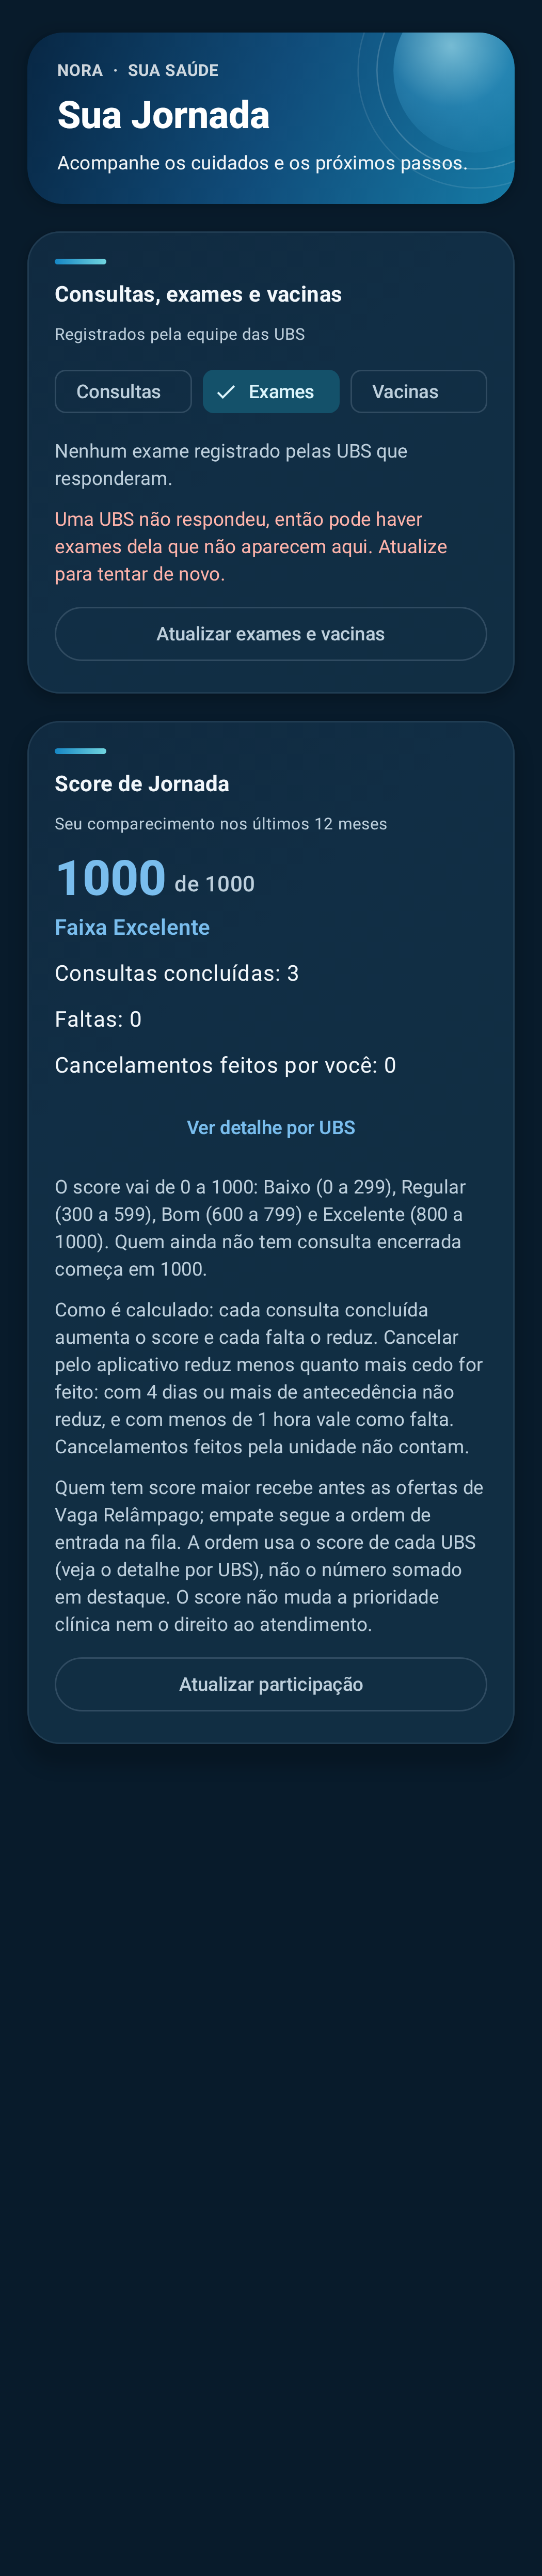 NORA · SUA SAÚDE
Sua Jornada
Acompanhe os cuidados e os próximos passos.
Consultas, exames e vacinas
Registrados pela equipe das UBS
Consultas
Exames
Vacinas
Nenhum exame registrado pelas UBS que
responderam.
Uma UBS não respondeu, então pode haver
exames dela que não aparecem aqui. Atualize
para tentar de novo.
Atualizar exames e vacinas
Score de Jornada
Seu comparecimento nos últimos 12 meses
1000 de 1000
Faixa Excelente
Consultas concluídas: 3
Faltas: 0
Cancelamentos feitos por você: 0
Ver detalhe por UBS
O score vai de 0 a 1000: Baixo (0 a 299), Regular
(300 a 599), Bom (600 a 799) e Excelente (800 a
1000). Quem ainda não tem consulta encerrada
começa em 1000.
Como é calculado: cada consulta concluída
aumenta o score e cada falta o reduz. Cancelar
pelo aplicativo reduz menos quanto mais cedo for
feito: com 4 dias ou mais de antecedência não
reduz, e com menos de 1 hora vale como falta.
Cancelamentos feitos pela unidade não contam.
Quem tem score maior recebe antes as ofertas de
Vaga Relâmpago; empate segue a ordem de
entrada na fila. A ordem usa o score de cada UBS
(veja o detalhe por UBS), não o número somado
em destaque. O score não muda a prioridade
clínica nem o direito ao atendimento.
Atualizar participação